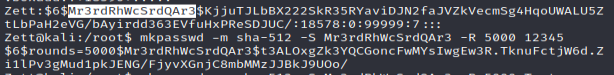 Zett:$6$Mr3rdRhWcSrdQAr3$KjjuTJLbBX222SkR35RYaviDJN2faJVZkVecmSg4HqoUWALU5Z
tLbPaH2eVG/bAyirdd363EVfuHxPReSDJUC/:18578:0:99999:7:::
Zett@kali:/root$ mkpasswd -m sha-512 -S Mr3rdRhWcSrdQAr3 -R 5000 12345
$6$rounds=5000$Mr3rdRhWcSrdQAr3$t3ALOxgZk3YQCGoncFwMYsIwgEw3R.TknuFctjW6d.Z
i1lPv3gMud1pkJENG/FjyvXGnjC8mbMMzJJBkJ9UOo/